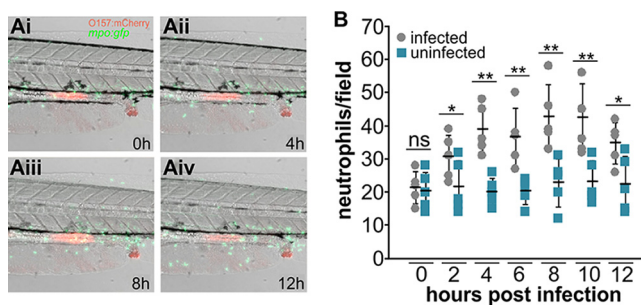 Ai
O157:mCherry
mpo:gfp
0h
Aii
4h
Aiii
8h
Aiv
12h
B
infected
uninfected
neutrophils/field
70
60
50
40
30
20
10
0
ns
*
**
**
**
**
*
0 2 4 6 8 10 12
hours post infection